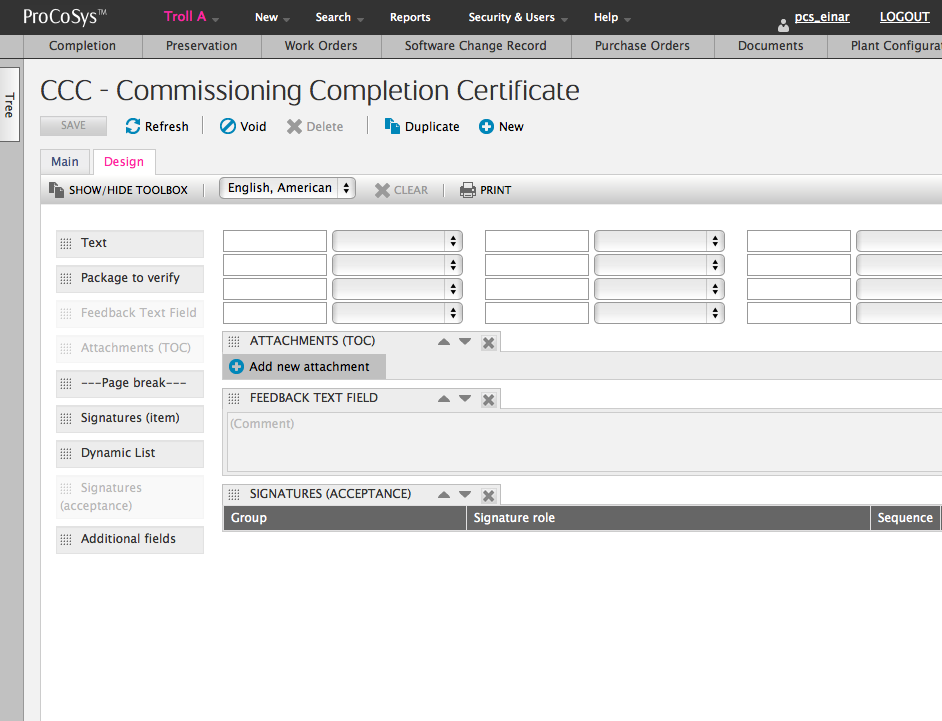 ProCoSys™ Troll A New Search Reports Security & Users Help pcs_einar LOGOUT
Completion Preservation Work Orders Software Change Record Purchase Orders Documents Plant Configurat
Tree
CCC - Commissioning Completion Certificate
SAVE Refresh Void Delete Duplicate New
Main Design
SHOW/HIDE TOOLBOX English, American CLEAR PRINT
Text
Package to verify
Feedback Text Field
Attachments (TOC)
---Page break---
Signatures (item)
Dynamic List
Signatures
(acceptance)
Additional fields
ATTACHMENTS (TOC)
Add new attachment
FEEDBACK TEXT FIELD
(Comment)
SIGNATURES (ACCEPTANCE)
Group Signature role Sequence